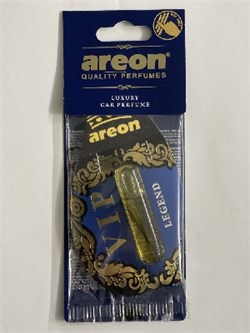 areon®
QUALITY PERFUMES
LUXURY
CAR PERFUME
areon
VIP
LEGEND